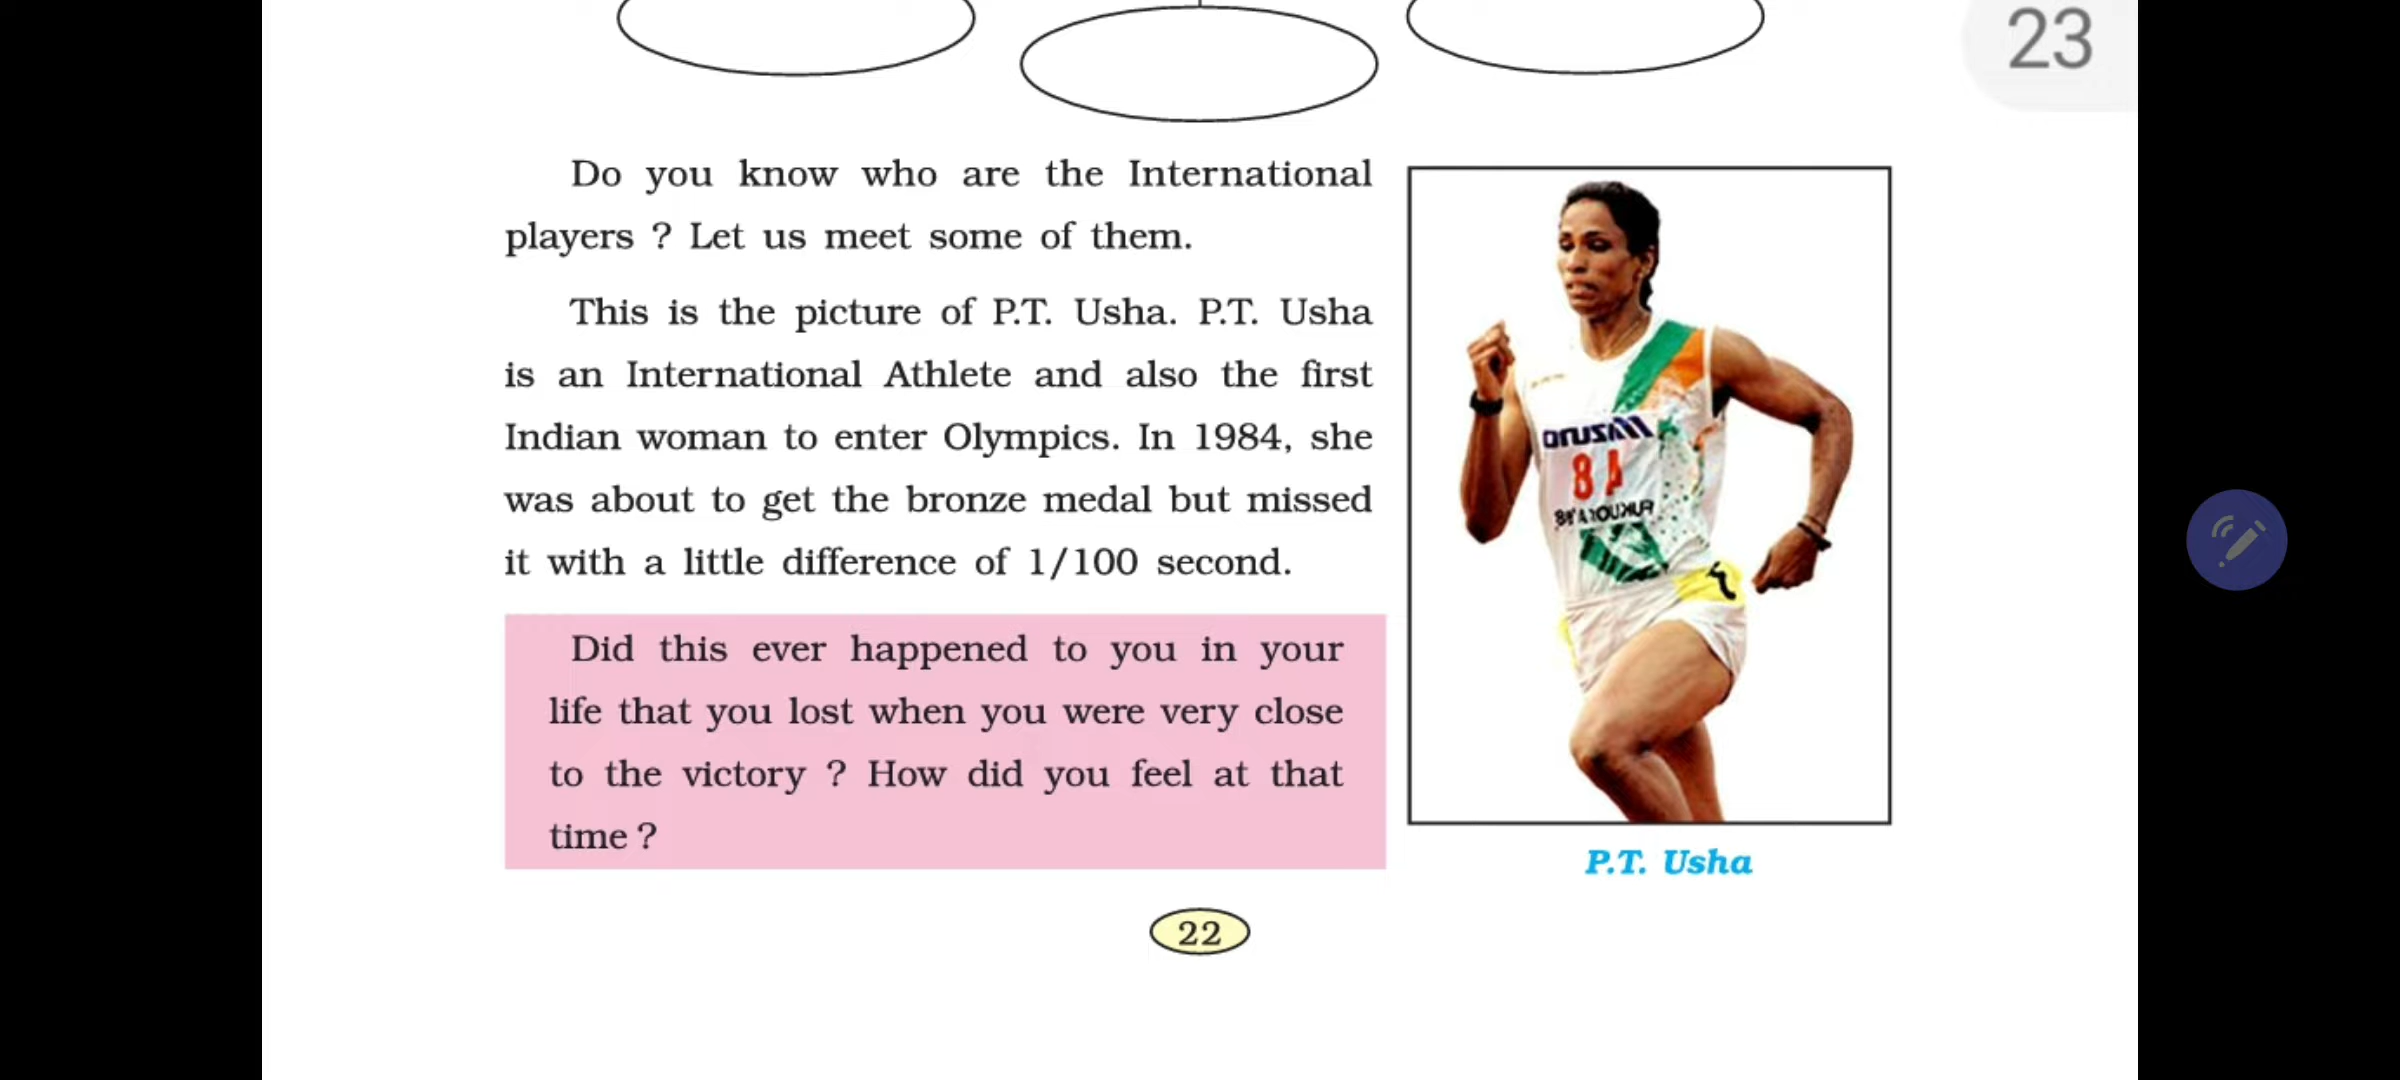 23
Do you know who are the International
players ? Let us meet some of them.
This is the picture of P.T. Usha. P.T. Usha
is an International Athlete and also the first
Indian woman to enter Olympics. In 1984, she
was about to get the bronze medal but missed
it with a little difference of 1/100 second.
Did this ever happened to you in your
life that you lost when you were very close
to the victory ? How did you feel at that
time ?
P.T. Usha
22